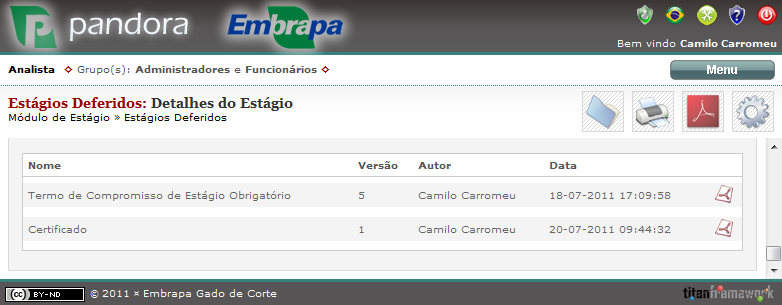 pandora
Embrapa
Bem vindo Camilo Carromeu
Analista Grupo(s): Administradores e Funcionários
Menu
Estágios Deferidos: Detalhes do Estágio
Módulo de Estágio » Estágios Deferidos
Nome Versão Autor Data
Termo de Compromisso de Estágio Obrigatório 5 Camilo Carromeu 18-07-2011 17:09:58
Certificado 1 Camilo Carromeu 20-07-2011 09:44:32
cc BY-ND © 2011 ¤ Embrapa Gado de Corte titanframework